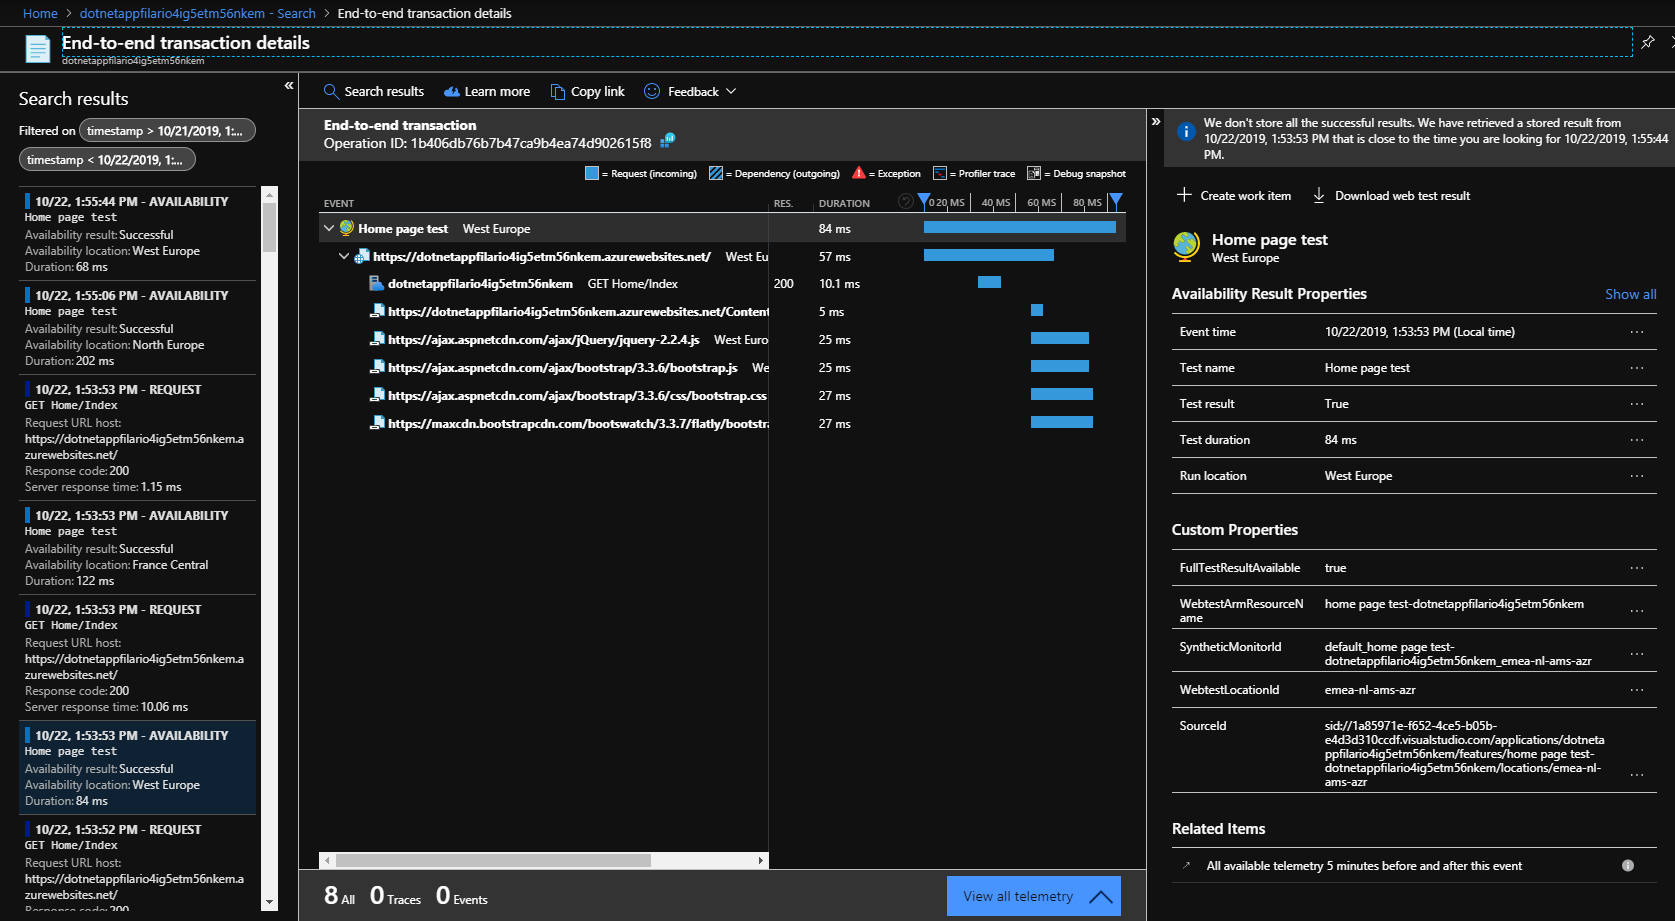 Home > dotnetappfilario4ig5etm56nkem - Search > End-to-end transaction details
End-to-end transaction details
dotnetappfilario4ig5etm56nkem
Search results
Filtered on timestamp > 10/21/2019, 1:...
timestamp < 10/22/2019, 1:...
10/22, 1:55:44 PM - AVAILABILITY
Home page test
Availability result: Successful
Availability location: West Europe
Duration: 68 ms
10/22, 1:55:06 PM - AVAILABILITY
Home page test
Availability result: Successful
Availability location: North Europe
Duration: 202 ms
10/22, 1:53:53 PM - REQUEST
GET Home/Index
Request URL host:
https://dotnetappfilario4ig5etm56nkem.a
zurewebsites.net/
Response code: 200
Server response time: 1.15 ms
10/22, 1:53:53 PM - AVAILABILITY
Home page test
Availability result: Successful
Availability location: France Central
Duration: 122 ms
10/22, 1:53:53 PM - REQUEST
GET Home/Index
Request URL host:
https://dotnetappfilario4ig5etm56nkem.a
zurewebsites.net/
Response code: 200
Server response time: 10.06 ms
10/22, 1:53:53 PM - AVAILABILITY
Home page test
Availability result: Successful
Availability location: West Europe
Duration: 84 ms
10/22, 1:53:52 PM - REQUEST
GET Home/Index
Request URL host:
https://dotnetappfilario4ig5etm56nkem.a
zurewebsites.net/
Response code: 200
Search results Learn more Copy link Feedback
End-to-end transaction
Operation ID: 1b406db76b7b47ca9b4ea74d902615f8
= Request (incoming) = Dependency (outgoing) = Exception = Profiler trace = Debug snapshot
EVENT RES. DURATION 0 20 MS 40 MS 60 MS 80 MS
Home page test West Europe 84 ms
https://dotnetappfilario4ig5etm56nkem.azurewebsites.net/ West Eu 57 ms
dotnetappfilario4ig5etm56nkem GET Home/Index 200 10.1 ms
https://dotnetappfilario4ig5etm56nkem.azurewebsites.net/Content 5 ms
https://ajax.aspnetcdn.com/ajax/jQuery/jquery-2.2.4.js West Euro 25 ms
https://ajax.aspnetcdn.com/ajax/bootstrap/3.3.6/bootstrap.js We 25 ms
https://ajax.aspnetcdn.com/ajax/bootstrap/3.3.6/css/bootstrap.css 27 ms
https://maxcdn.bootstrapcdn.com/bootswatch/3.3.7/flatly/bootstra 27 ms
8 All 0 Traces 0 Events
View all telemetry
We don't store all the successful results. We have retrieved a stored result from
10/22/2019, 1:53:53 PM that is close to the time you are looking for 10/22/2019, 1:55:44
PM.
Create work item Download web test result
Home page test
West Europe
Availability Result Properties Show all
Event time 10/22/2019, 1:53:53 PM (Local time) ...
Test name Home page test ...
Test result True ...
Test duration 84 ms ...
Run location West Europe ...
Custom Properties
FullTestResultAvailable true ...
WebtestArmResourceN
ame home page test-dotnetappfilario4ig5etm56nkem ...
SyntheticMonitorId default_home page test-
dotnetappfilario4ig5etm56nkem_emea-nl-ams-azr ...
WebtestLocationId emea-nl-ams-azr ...
SourceId sid://1a85971e-f652-4ce5-b05b-
e4d3d310ccdf.visualstudio.com/applications/dotneta
ppfilario4ig5etm56nkem/features/home page test-
dotnetappfilario4ig5etm56nkem/locations/emea-nl-
ams-azr ...
Related Items
All available telemetry 5 minutes before and after this event